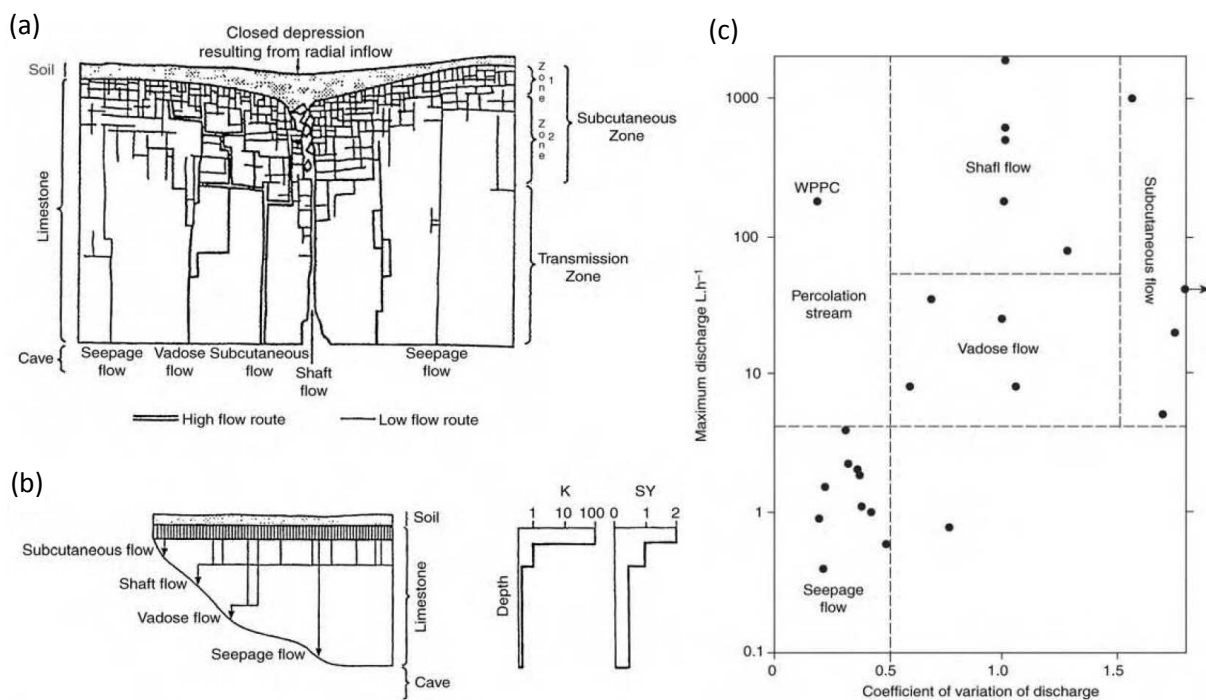 (a)
Closed depression
resulting from radial inflow
Soil
Limestone
Cave
Zone 1
Zone 2
Subcutaneous
Zone
Transmission
Zone
Seepage
flow
Vadose
flow
Subcutaneous
flow
Shaft
flow
Seepage
flow
High flow route
Low flow route
(b)
Soil
Limestone
Cave
Subcutaneous flow
Shaft flow
Vadose flow
Seepage flow
K
1 10 100
SY
0 1 2
Depth
(c)
Maximum discharge L.h⁻¹
1000
100
10
1
0.1
WPPC
Shafl flow
Subcutaneous flow
Percolation
stream
Vadose flow
Seepage
flow
0 0.5 1.0 1.5
Coefficient of variation of discharge